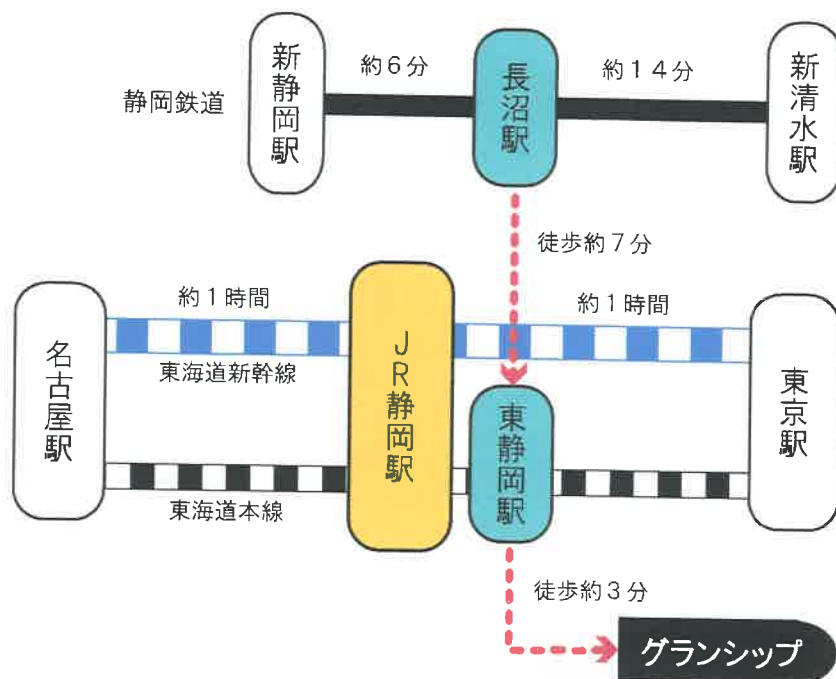 静岡鉄道
新静岡駅
約6分
長沼駅
約14分
新清水駅
徒歩約7分
名古屋駅
約1時間
東海道新幹線
JR静岡駅
約1時間
東静岡駅
東京駅
東海道本線
徒歩約3分
グランシップ